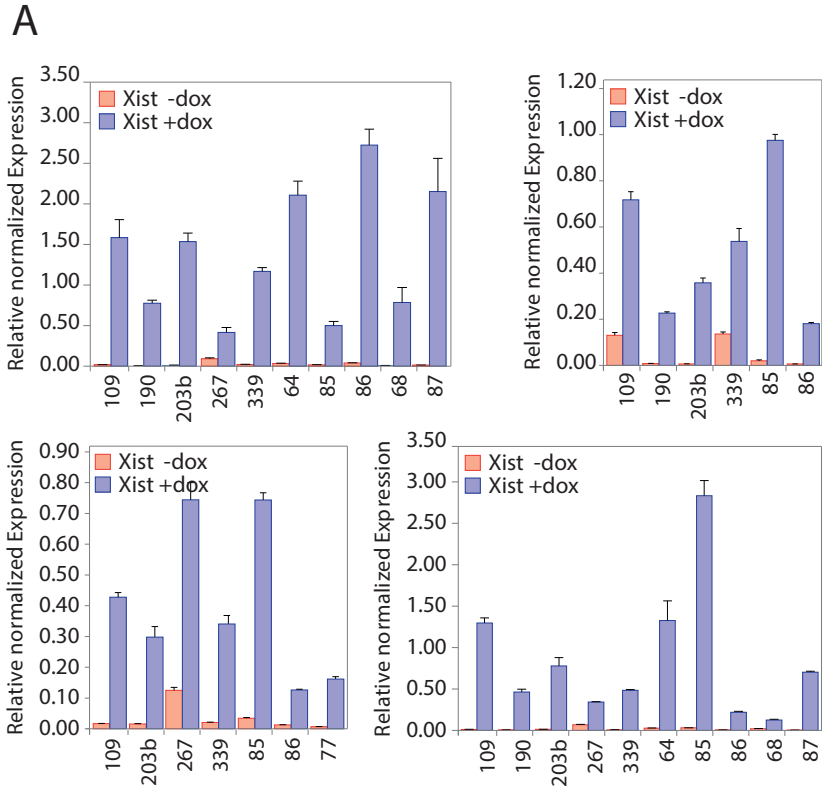 A
Relative normalized Expression
3.50
3.00
2.50
2.00
1.50
1.00
0.50
0.00
Xist -dox
Xist +dox
109 190 203b 267 339 64 85 86 68 87
Relative normalized Expression
1.20
1.00
0.80
0.60
0.40
0.20
0.00
Xist -dox
Xist +dox
109 190 203b 339 85 86
Relative normalized Expression
0.90
0.80
0.70
0.60
0.50
0.40
0.30
0.20
0.10
0.00
Xist -dox
Xist +dox
109 203b 267 339 85 86 77
Relative normalized Expression
3.50
3.00
2.50
2.00
1.50
1.00
0.50
0.00
Xist -dox
Xist +dox
109 190 203b 267 339 64 85 86 68 87